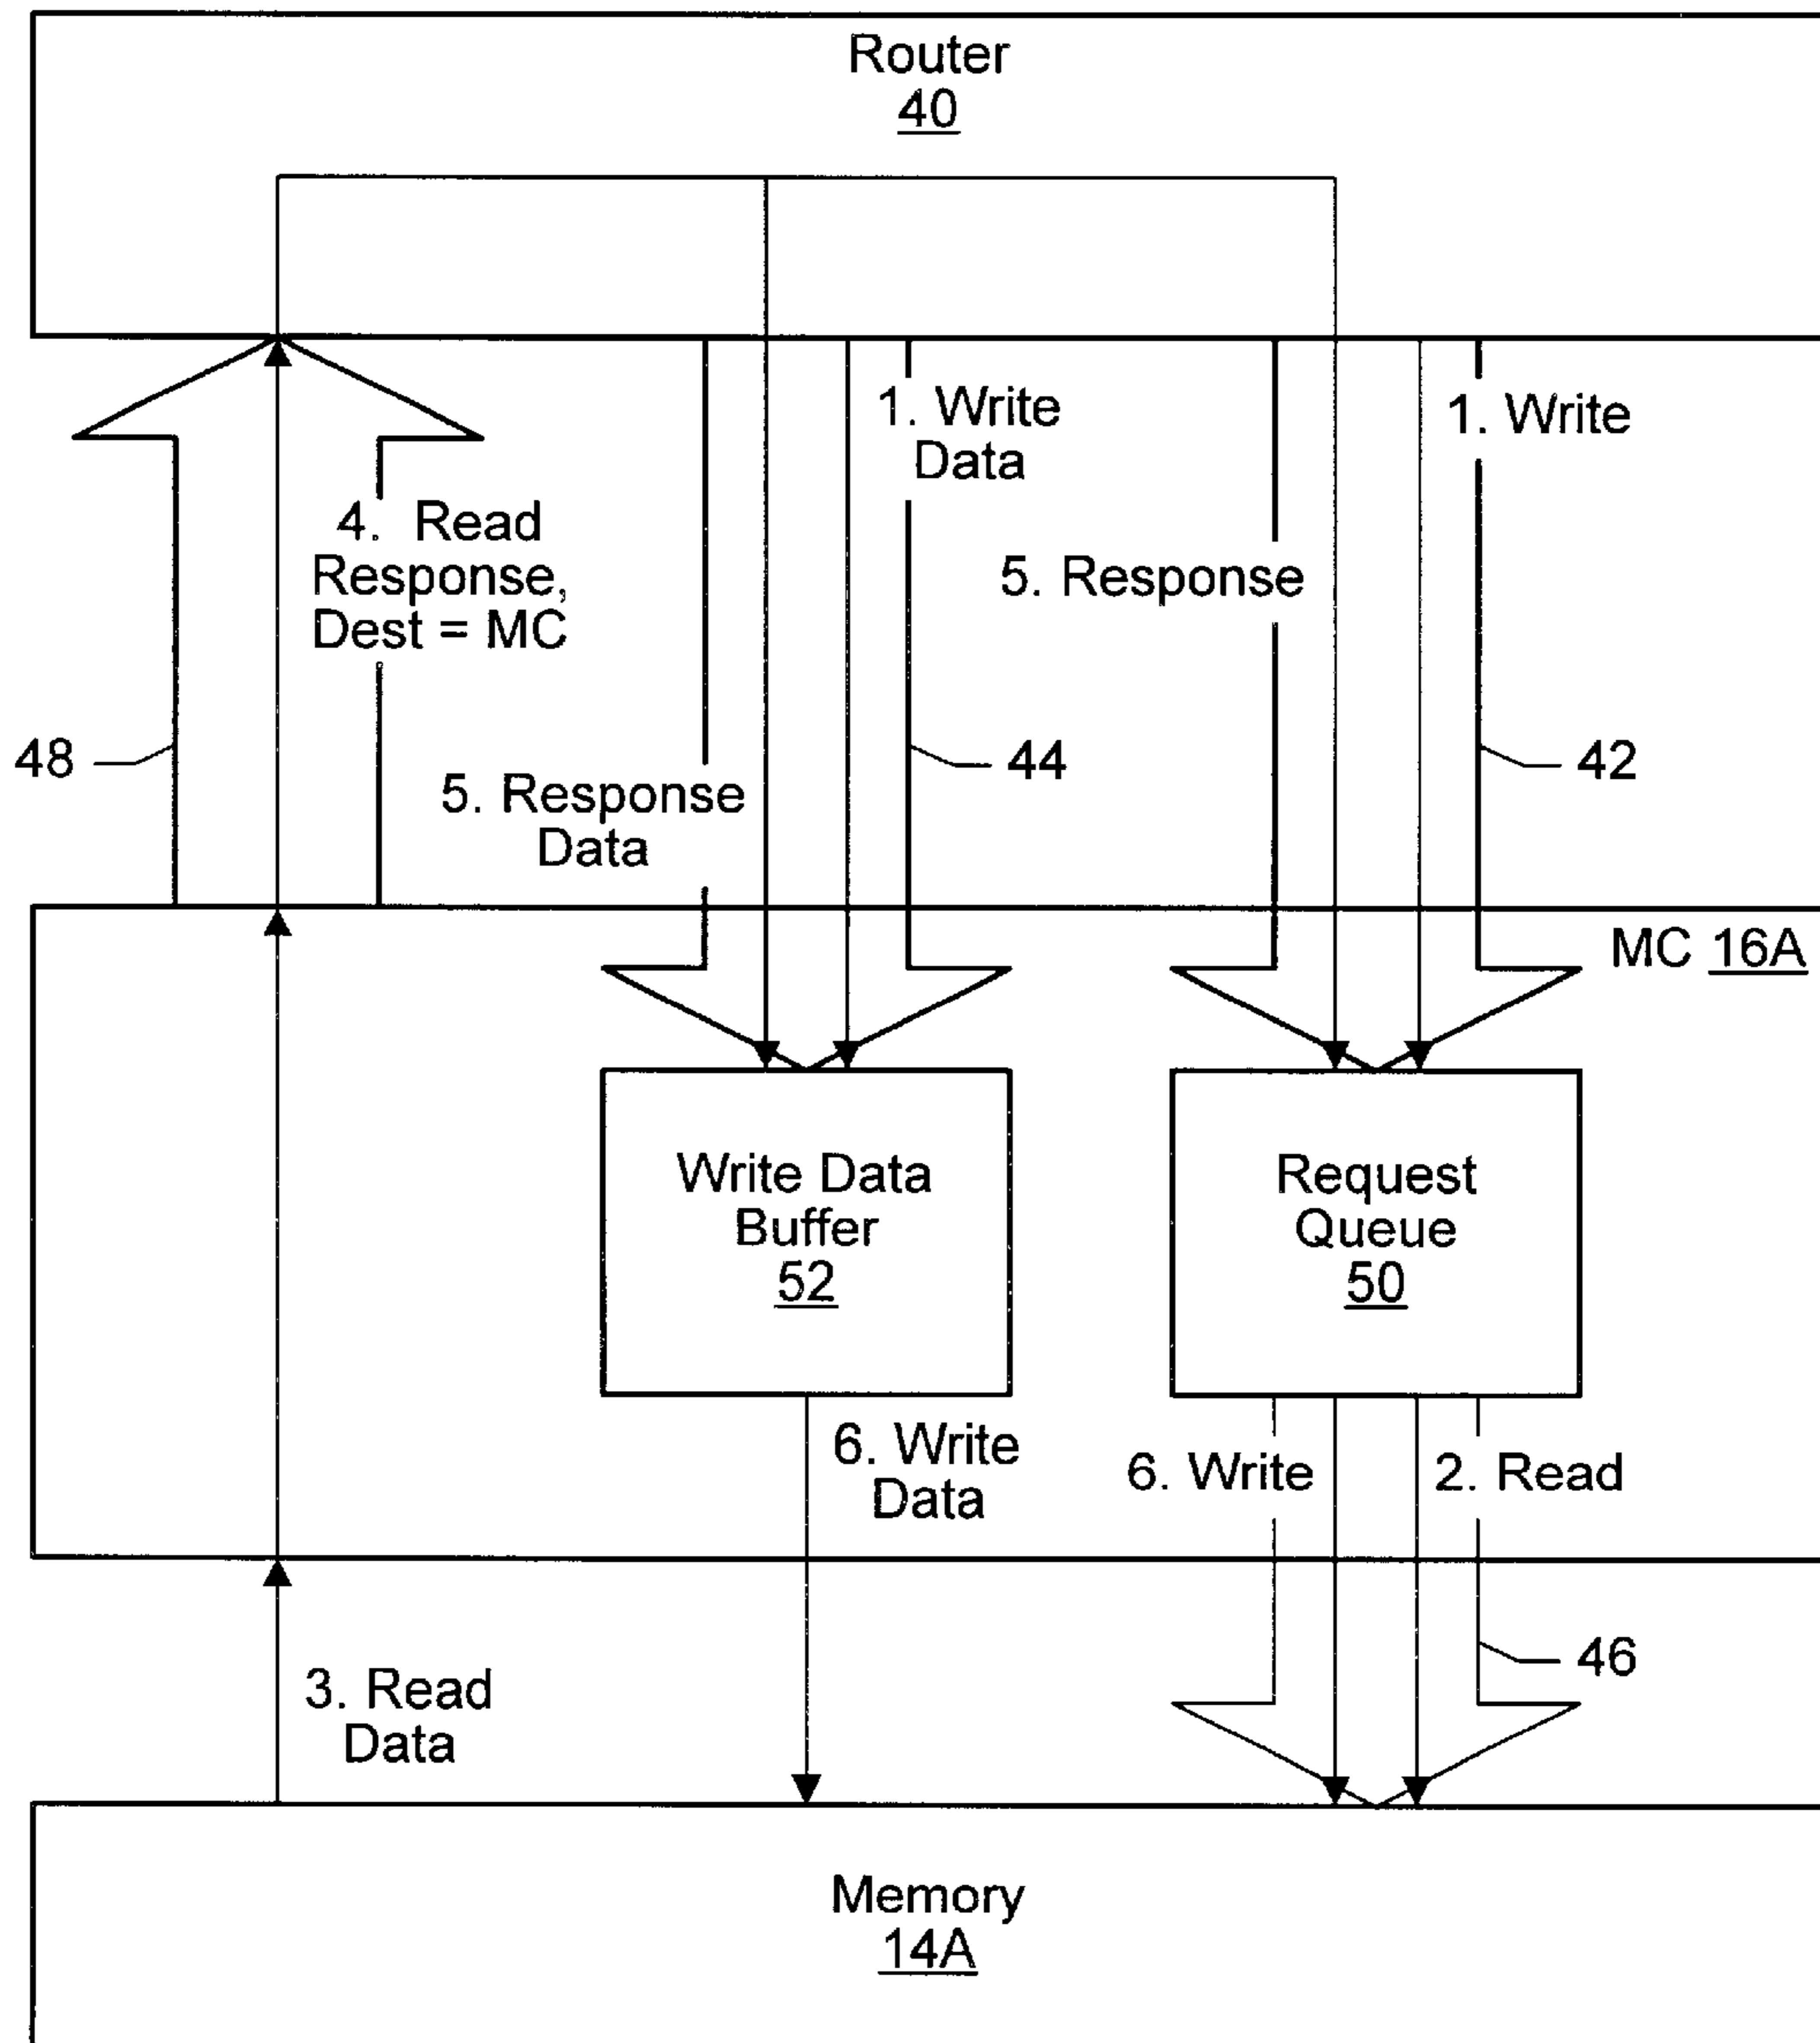 Router
40
1. Write
Data
1. Write
4. Read
Response,
Dest = MC
5. Response
48
44
42
5. Response
Data
MC 16A
Write Data
Buffer
52
Request
Queue
50
6. Write
Data
6. Write
2. Read
46
3. Read
Data
Memory
14A